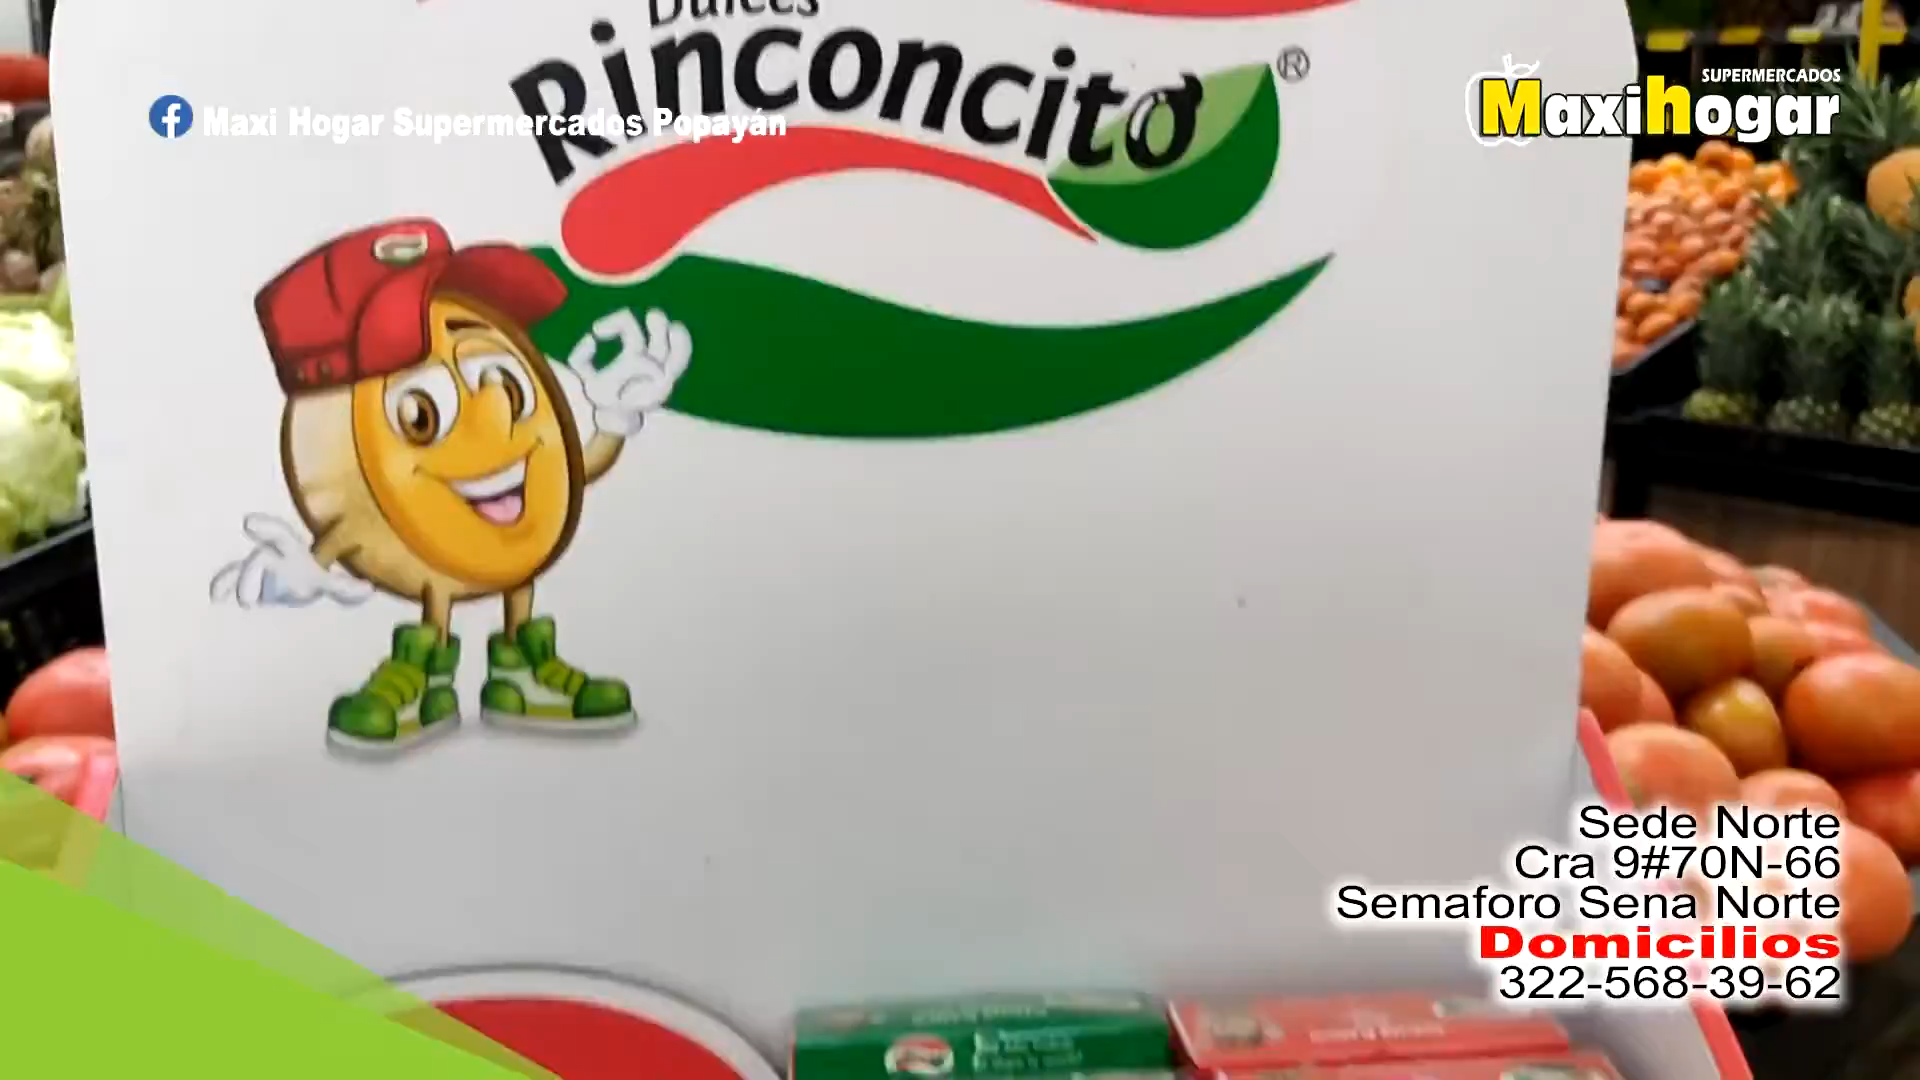 Dulces
Rinconcito®
Maxi Hogar Supermercados Popayán
SUPERMERCADOS
Maxihogar
Sede Norte
Cra 9#70N-66
Semaforo Sena Norte
Domicilios
322-568-39-62